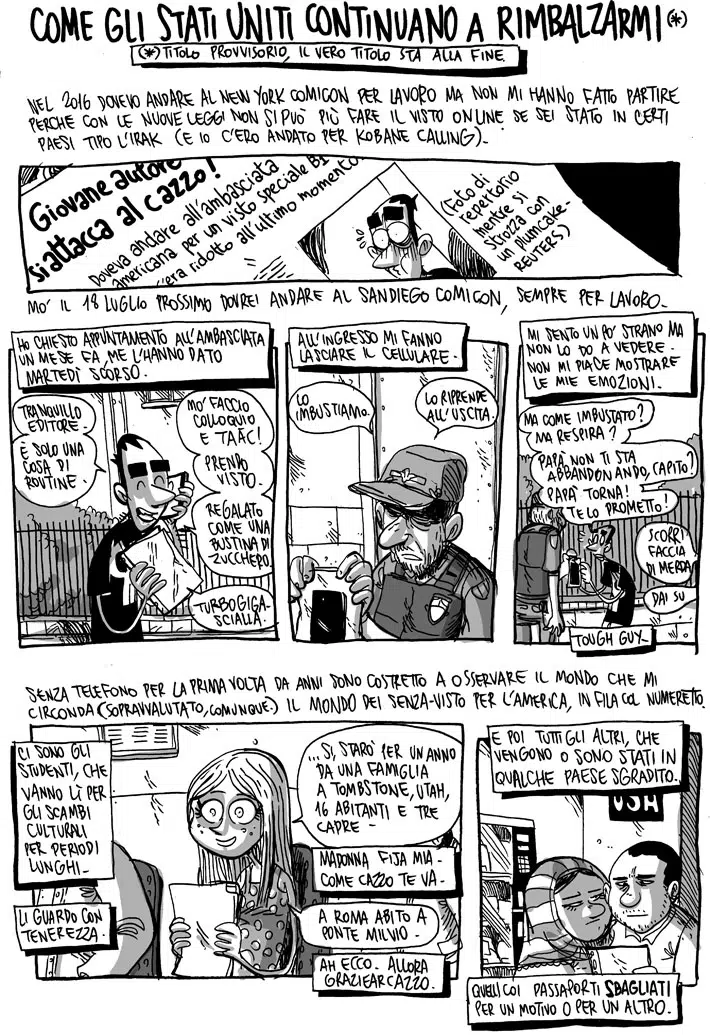 COME GLI STATI UNITI CONTINUANO A RIMBALZARMI (*)
(*) TITOLO PROVVISORIO, IL VERO TITOLO STA ALLA FINE.
NEL 2016 DOVEVO ANDARE AL NEW YORK COMICON PER LAVORO MA NON MI HANNO FATTO PARTIRE
PERCHÉ CON LE NUOVE LEGGI NON SI PUÒ PIÙ FARE IL VISTO ONLINE SE SEI STATO IN CERTI
PAESI TIPO L'IRAK (E IO C'ERO ANDATO PER KOBANE CALLING).
Giovane autore
si attacca al cazzo!
Doveva andare all'ambasciata
americana per un visto speciale
c'era ridotto all'ultimo momento
(Foto di
repertorio
mentre si
strozza con
un plumcake-
REUTERS)
MO' IL 18 LUGLIO PROSSIMO DOVREI ANDARE AL SANDIEGO COMICON, SEMPRE PER LAVORO.
HO CHIESTO APPUNTAMENTO ALL'AMBASCIATA
UN MESE FA, ME L'HANNO DATO
MARTEDÌ SCORSO.
TRANQUILLO
EDITORE.
È SOLO UNA
COSA DI
ROUTINE.
MO' FACCIO
COLLOQUIO
E TAÀC!
PRENDO
VISTO.
REGALATO
COME UNA
BUSTINA DI
ZUCCHERO.
TURBOGIGA-
SCIALLA.
ALL'INGRESSO MI FANNO
LASCIARE IL CELLULARE.
LO
IMBUSTIAMO.
LO RIPRENDE
ALL'USCITA.
MI SENTO UN PO' STRANO MA
NON LO DO A VEDERE.
NON MI PIACE MOSTRARE
LE MIE EMOZIONI.
MA COME IMBUSTATO?
MA RESPIRA?
PAPÀ NON TI STA
ABBANDONANDO, CAPITO?
PAPÀ TORNA!
TE LO PROMETTO!
SCORRI
FACCIA
DI MERDA
DAI SU
TOUGH GUY.
SENZA TELEFONO PER LA PRIMA VOLTA DA ANNI SONO COSTRETTO A OSSERVARE IL MONDO CHE MI
CIRCONDA (SOPRAVVALUTATO, COMUNQUE.) IL MONDO DEI SENZA-VISTO PER L'AMERICA, IN FILA COL NUMERETTO.
CI SONO GLI
STUDENTI, CHE
VANNO LÌ PER
GLI SCAMBI
CULTURALI
PER PERIODI
LUNGHI.
LI GUARDO CON
TENEREZZA.
...SÌ, STARÒ PER UN ANNO
DA UNA FAMIGLIA
A TOMBSTONE, UTAH,
16 ABITANTI E TRE
CAPRE.
MADONNA FIJA MIA.
COME CAZZO TE VA.
A ROMA ABITO A
PONTE MILVIO.
AH ECCO. ALLORA
GRAZIEARCAZZO.
E POI TUTTI GLI ALTRI, CHE
VENGONO O SONO STATI IN
QUALCHE PAESE SGRADITO.
USA
QUELLI COI PASSAPORTI SBAGLIATI
PER UN MOTIVO O PER UN ALTRO.